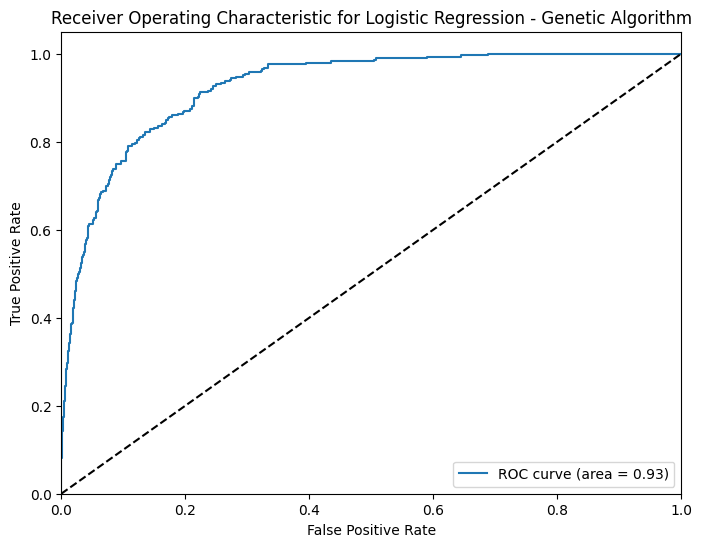 Receiver Operating Characteristic for Logistic Regression - Genetic Algorithm
1.0
0.8
0.6
0.4
0.2
0.0
True Positive Rate
ROC curve (area = 0.93)
0.0 0.2 0.4 0.6 0.8 1.0
False Positive Rate